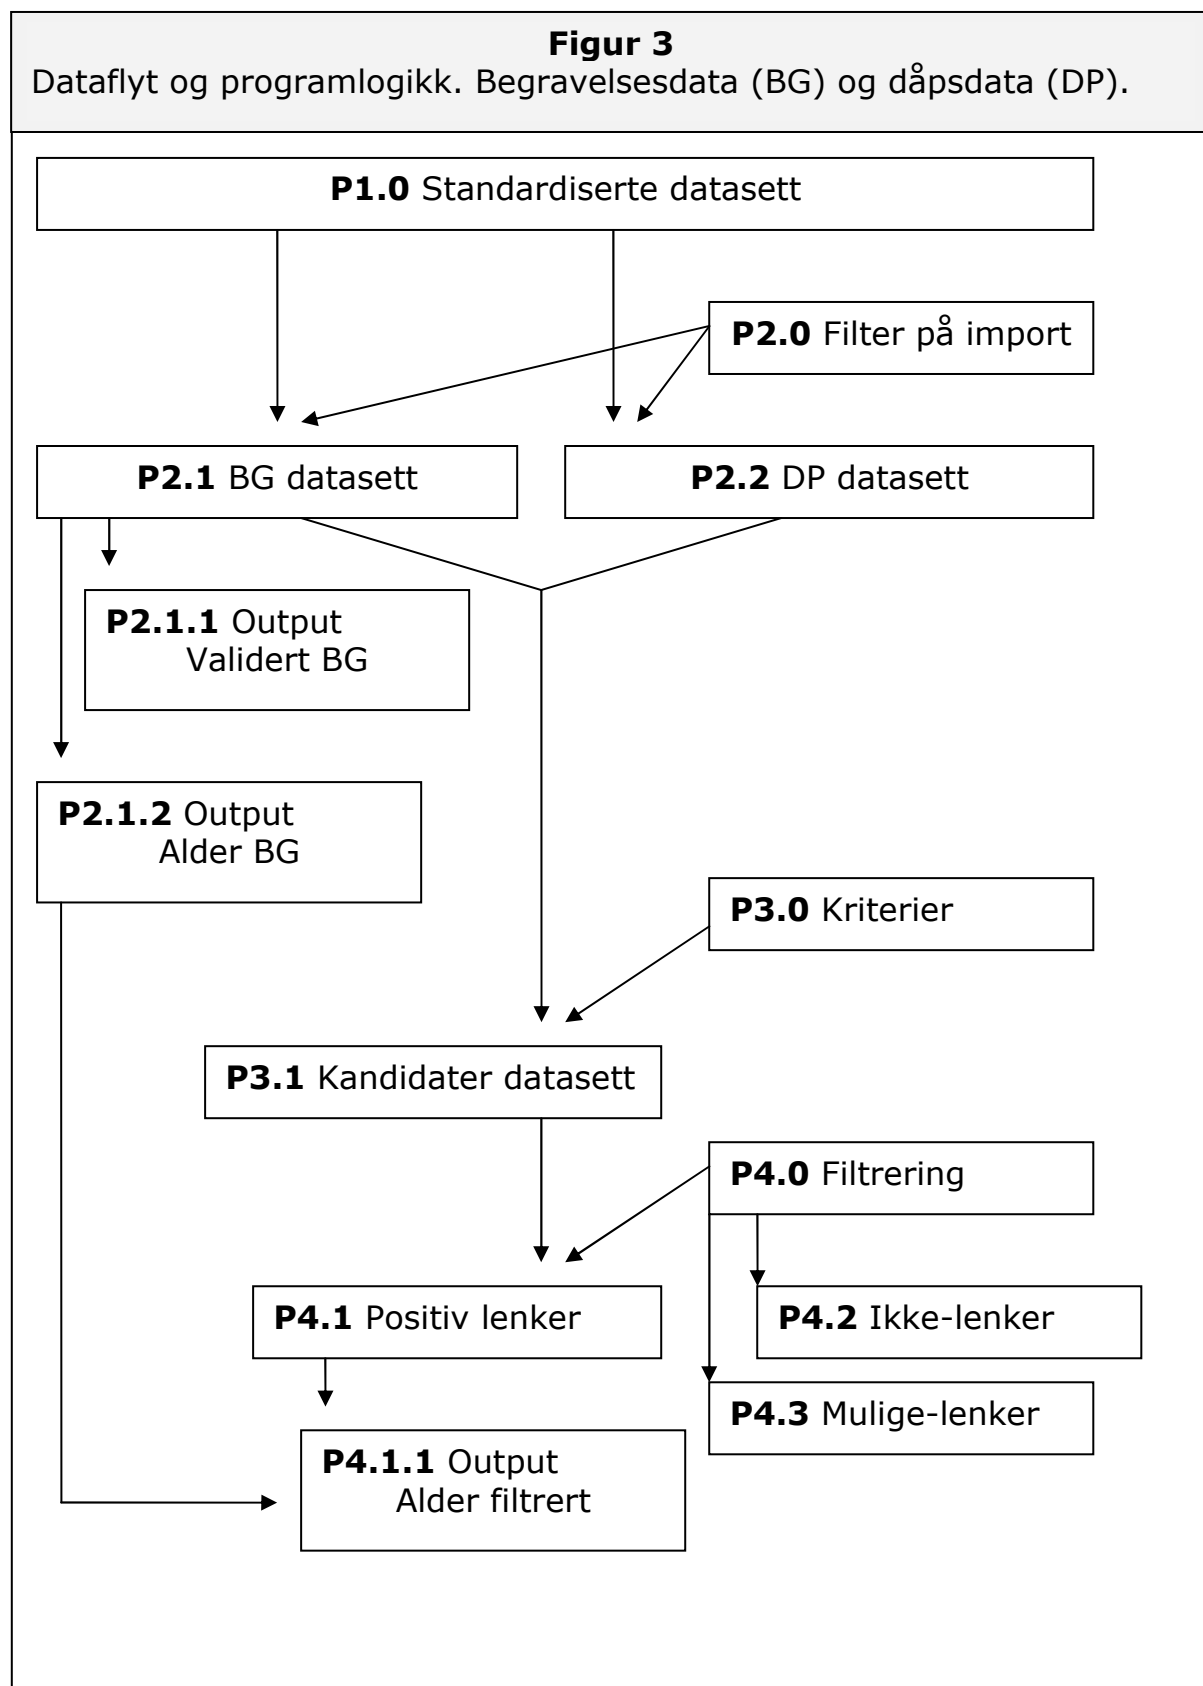 Figur 3
Dataflyt og programlogikk. Begravelsesdata (BG) og dåpsdata (DP).
P1.0 Standardiserte datasett
P2.0 Filter på import
P2.1 BG datasett
P2.2 DP datasett
P2.1.1 Output
Validert BG
P2.1.2 Output
Alder BG
P3.0 Kriterier
P3.1 Kandidater datasett
P4.0 Filtrering
P4.1 Positiv lenker
P4.2 Ikke-lenker
P4.3 Mulige-lenker
P4.1.1 Output
Alder filtrert